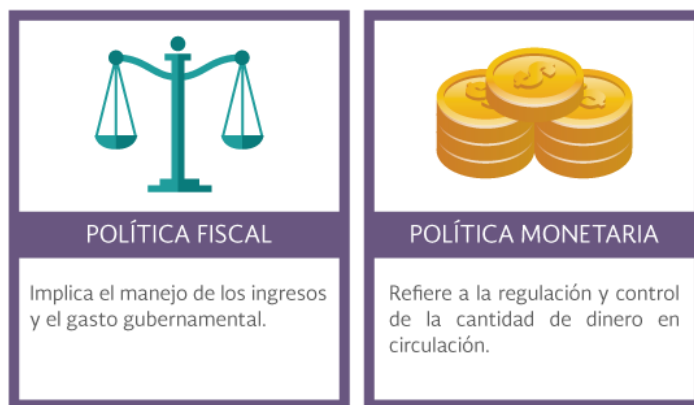 POLÍTICA FISCAL
Implica el manejo de los ingresos
y el gasto gubernamental.
POLÍTICA MONETARIA
Refiere a la regulación y control
de la cantidad de dinero en
circulación.